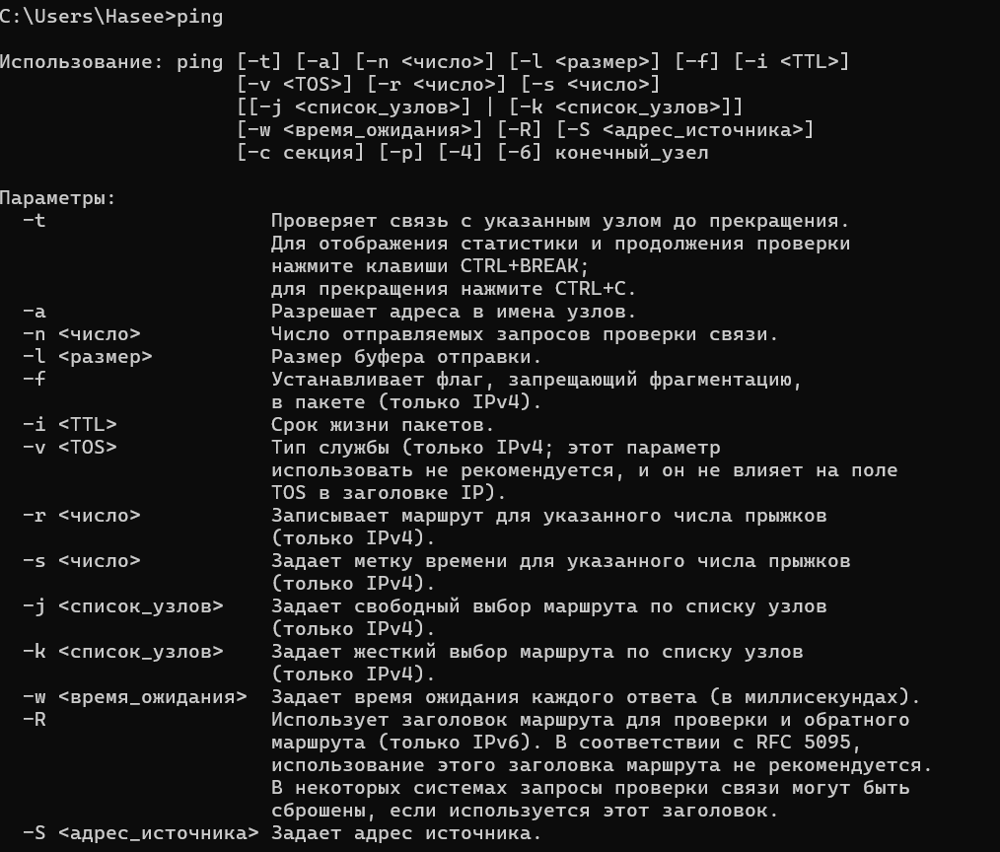 C:\Users\Hasee>ping
Использование: ping [-t] [-a] [-n <число>] [-l <размер>] [-f] [-i <TTL>]
[-v <TOS>] [-r <число>] [-s <число>]
[[-j <список_узлов>] | [-k <список_узлов>]]
[-w <время_ожидания>] [-R] [-S <адрес_источника>]
[-c секция] [-p] [-4] [-6] конечный_узел
Параметры:
-t Проверяет связь с указанным узлом до прекращения.
Для отображения статистики и продолжения проверки
нажмите клавиши CTRL+BREAK;
для прекращения нажмите CTRL+C.
-a Разрешает адреса в имена узлов.
-n <число> Число отправляемых запросов проверки связи.
-l <размер> Размер буфера отправки.
-f Устанавливает флаг, запрещающий фрагментацию,
в пакете (только IPv4).
-i <TTL> Срок жизни пакетов.
-v <TOS> Тип службы (только IPv4; этот параметр
использовать не рекомендуется, и он не влияет на поле
TOS в заголовке IP).
-r <число> Записывает маршрут для указанного числа прыжков
(только IPv4).
-s <число> Задает метку времени для указанного числа прыжков
(только IPv4).
-j <список_узлов> Задает свободный выбор маршрута по списку узлов
(только IPv4).
-k <список_узлов> Задает жесткий выбор маршрута по списку узлов
(только IPv4).
-w <время_ожидания> Задает время ожидания каждого ответа (в миллисекундах).
-R Использует заголовок маршрута для проверки и обратного
маршрута (только IPv6). В соответствии с RFC 5095,
использование этого заголовка маршрута не рекомендуется.
В некоторых системах запросы проверки связи могут быть
сброшены, если используется этот заголовок.
-S <адрес_источника> Задает адрес источника.